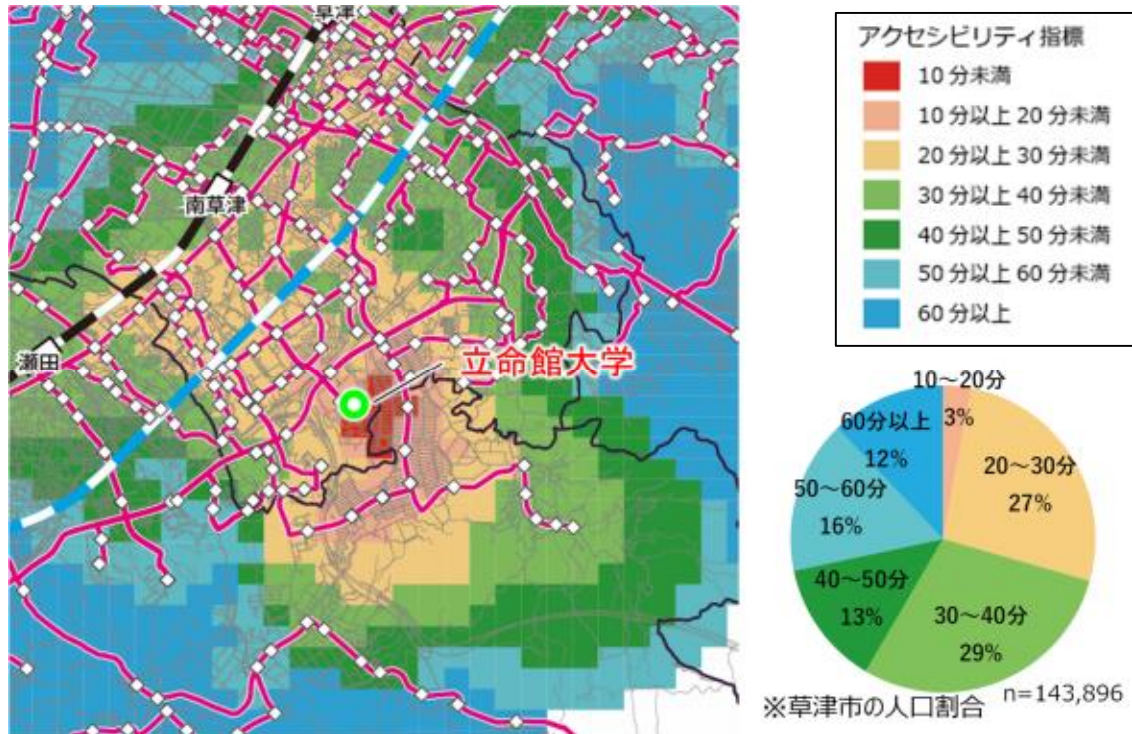 草津
南草津
瀬田
立命館大学
アクセシビリティ指標
10分未満
10分以上20分未満
20分以上30分未満
30分以上40分未満
40分以上50分未満
50分以上60分未満
60分以上
10～20分
3%
20～30分
27%
30～40分
29%
40～50分
13%
50～60分
16%
60分以上
12%
※草津市の人口割合 n=143,896